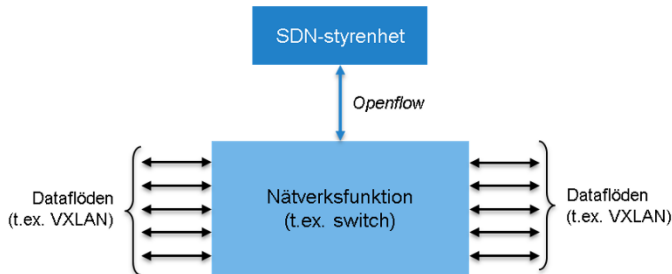 SDN-styrenhet
Openflow
Dataflöden
(t.ex. VXLAN)
Nätverksfunktion
(t.ex. switch)
Dataflöden
(t.ex. VXLAN)